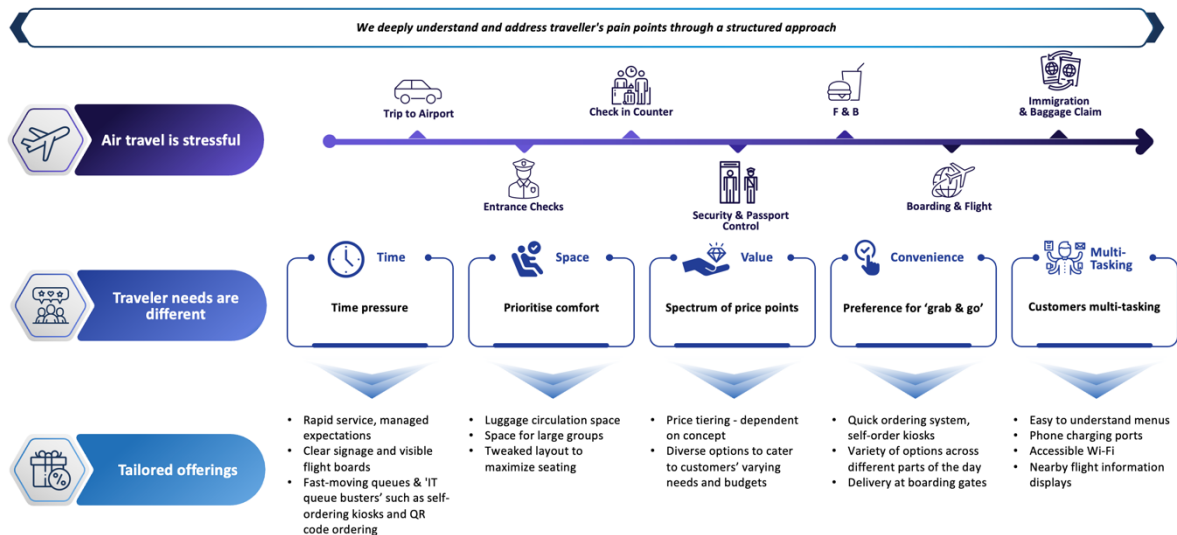 We deeply understand and address traveller's pain points through a structured approach
Air travel is stressful
Trip to Airport
Check in Counter
F & B
Immigration
& Baggage Claim
Entrance Checks
Security & Passport
Control
Boarding & Flight
Traveler needs are
different
Time
Time pressure
Space
Prioritise comfort
Value
Spectrum of price points
Convenience
Preference for ‘grab & go’
Multi-
Tasking
Customers multi-tasking
Tailored offerings
• Rapid service, managed
expectations
• Clear signage and visible
flight boards
• Fast-moving queues & 'IT
queue busters’ such as self-
ordering kiosks and QR
code ordering
• Luggage circulation space
• Space for large groups
• Tweaked layout to
maximize seating
• Price tiering - dependent
on concept
• Diverse options to cater
to customers’ varying
needs and budgets
• Quick ordering system,
self-order kiosks
• Variety of options across
different parts of the day
• Delivery at boarding gates
• Easy to understand menus
• Phone charging ports
• Accessible Wi-Fi
• Nearby flight information
displays